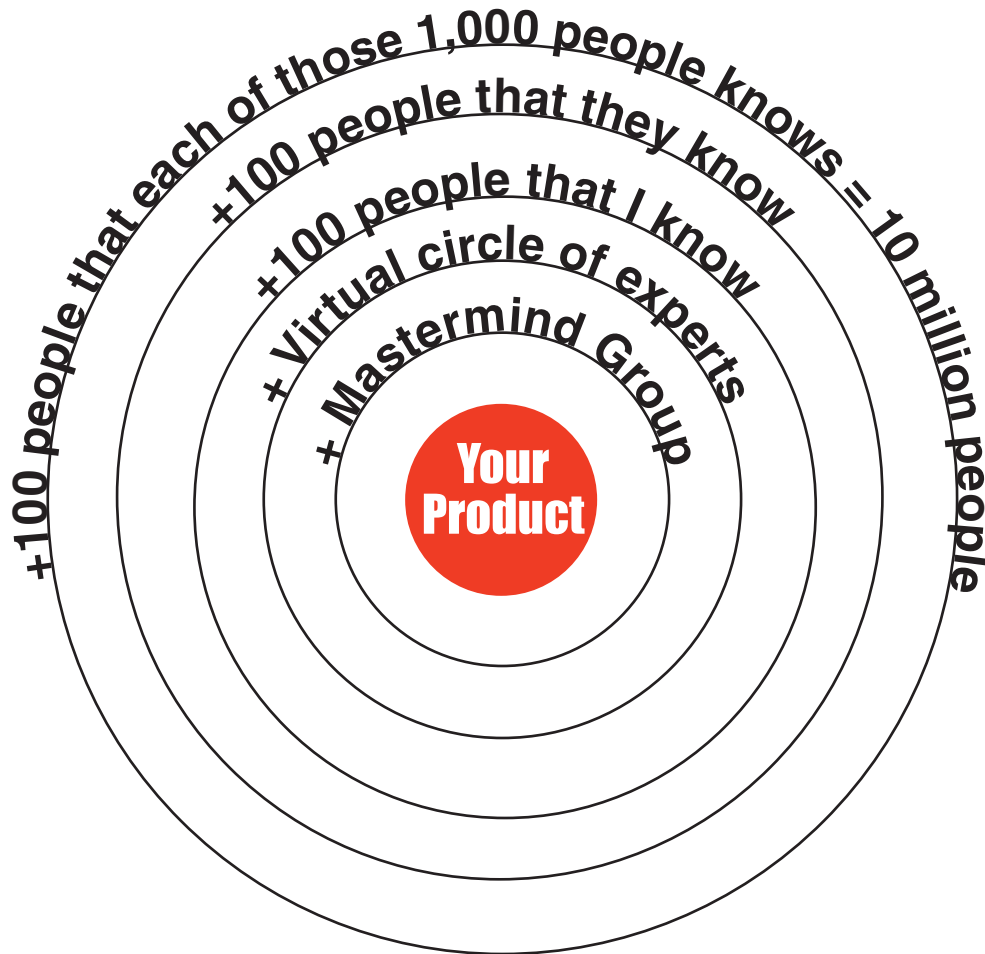 +100 people that each of those 1,000 people knows = 10 million people
+100 people that they know
+100 people that I know
+ Virtual circle of experts
+ Mastermind Group
Your
Product